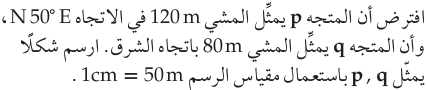 افترض أن المتجه p يمثِّل المشي 120 m في الاتجاه N 50° E،
وأن المتجه q يمثِّل المشي 80 m باتجاه الشرق. ارسم شكلًا
يمثّل p , q باستعمال مقياس الرسم 1cm = 50 m .